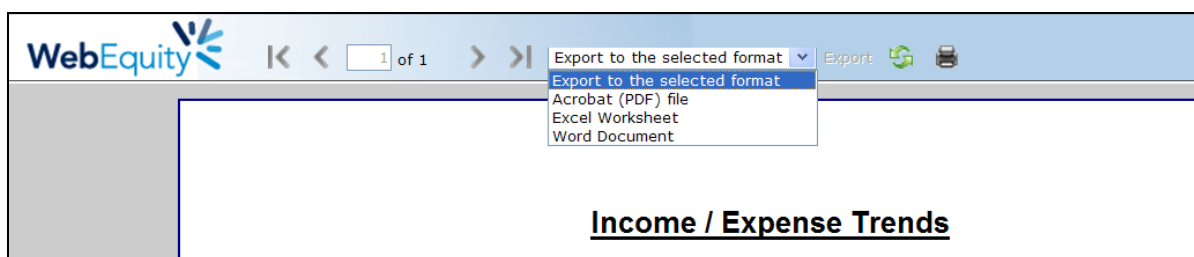 WebEquity
1 of 1
Export to the selected format
Export
Export to the selected format
Acrobat (PDF) file
Excel Worksheet
Word Document
Income / Expense Trends